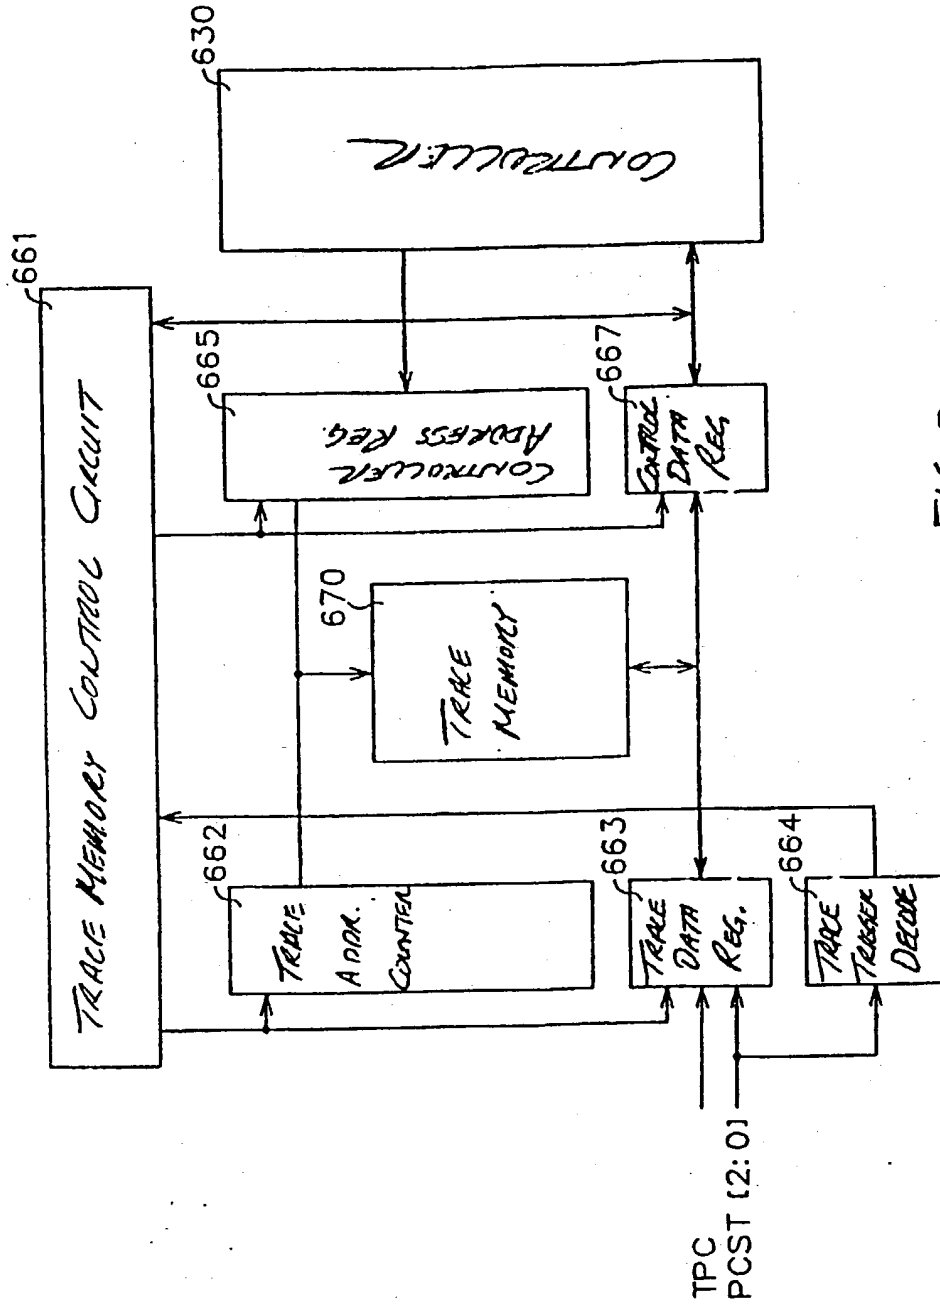 661
TRACE MEMORY CONTROL CIRCUIT
630
CONTROLLER
665
CONTROLLER
ADDRESS REG.
667
CONTROL
DATA
REG
670
TRACE
MEMORY
662
TRACE
ADDR.
COUNTER
663
TRACE
DATA
REG.
664
TRACE
TRIGGER
DECODE
TPC
PCST [2:0]